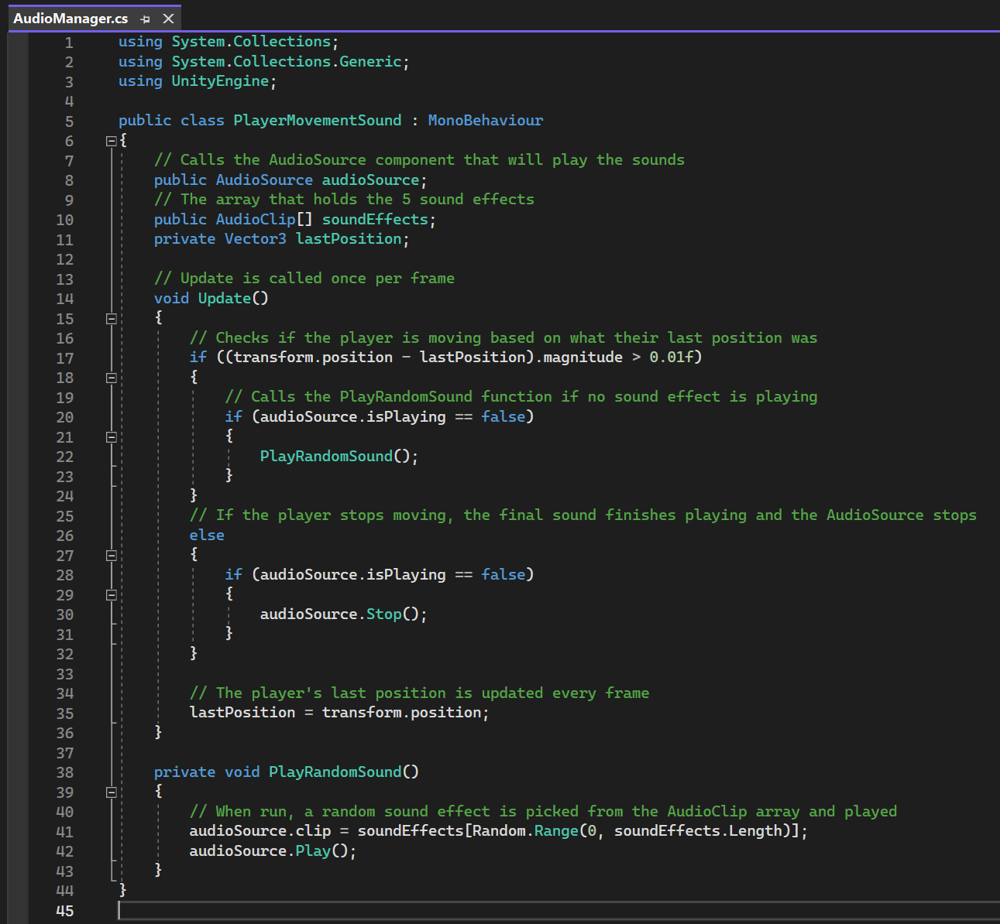 AudioManager.cs
1 using System.Collections;
2 using System.Collections.Generic;
3 using UnityEngine;
4
5 public class PlayerMovementSound : MonoBehaviour
6 {
7     // Calls the AudioSource component that will play the sounds
8     public AudioSource audioSource;
9     // The array that holds the 5 sound effects
10     public AudioClip[] soundEffects;
11     private Vector3 lastPosition;
12
13     // Update is called once per frame
14     void Update()
15     {
16         // Checks if the player is moving based on what their last position was
17         if ((transform.position - lastPosition).magnitude > 0.01f)
18         {
19             // Calls the PlayRandomSound function if no sound effect is playing
20             if (audioSource.isPlaying == false)
21             {
22                 PlayRandomSound();
23             }
24         }
25         // If the player stops moving, the final sound finishes playing and the AudioSource stops
26         else
27         {
28             if (audioSource.isPlaying == false)
29             {
30                 audioSource.Stop();
31             }
32         }
33
34         // The player's last position is updated every frame
35         lastPosition = transform.position;
36     }
37
38     private void PlayRandomSound()
39     {
40         // When run, a random sound effect is picked from the AudioClip array and played
41         audioSource.clip = soundEffects[Random.Range(0, soundEffects.Length)];
42         audioSource.Play();
43     }
44 }
45